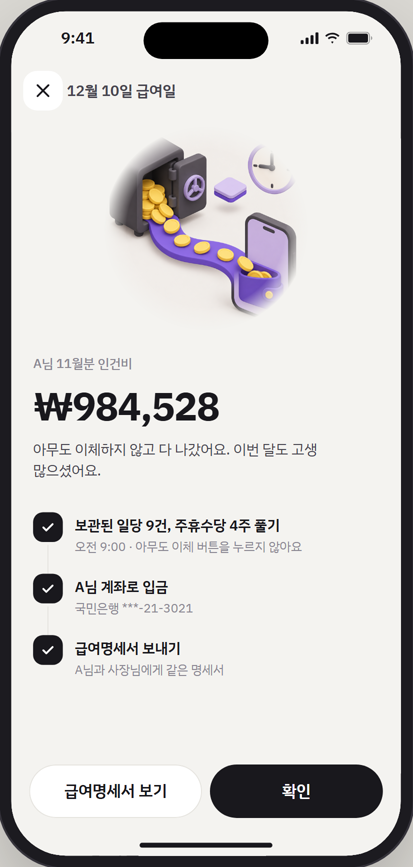 9:41
12월 10일 급여일
A님 11월분 인건비
₩984,528
아무도 이체하지 않고 다 나갔어요. 이번 달도 고생
많으셨어요.
보관된 일당 9건, 주휴수당 4주 풀기
오전 9:00 · 아무도 이체 버튼을 누르지 않아요
A님 계좌로 입금
국민은행 ***-21-3021
급여명세서 보내기
A님과 사장님에게 같은 명세서
급여명세서 보기
확인